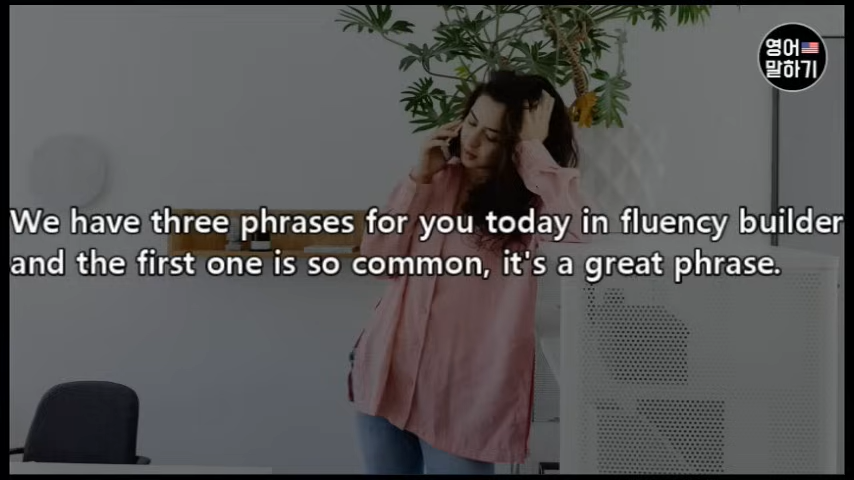 영어
말하기
We have three phrases for you today in fluency builder
and the first one is so common, it's a great phrase.